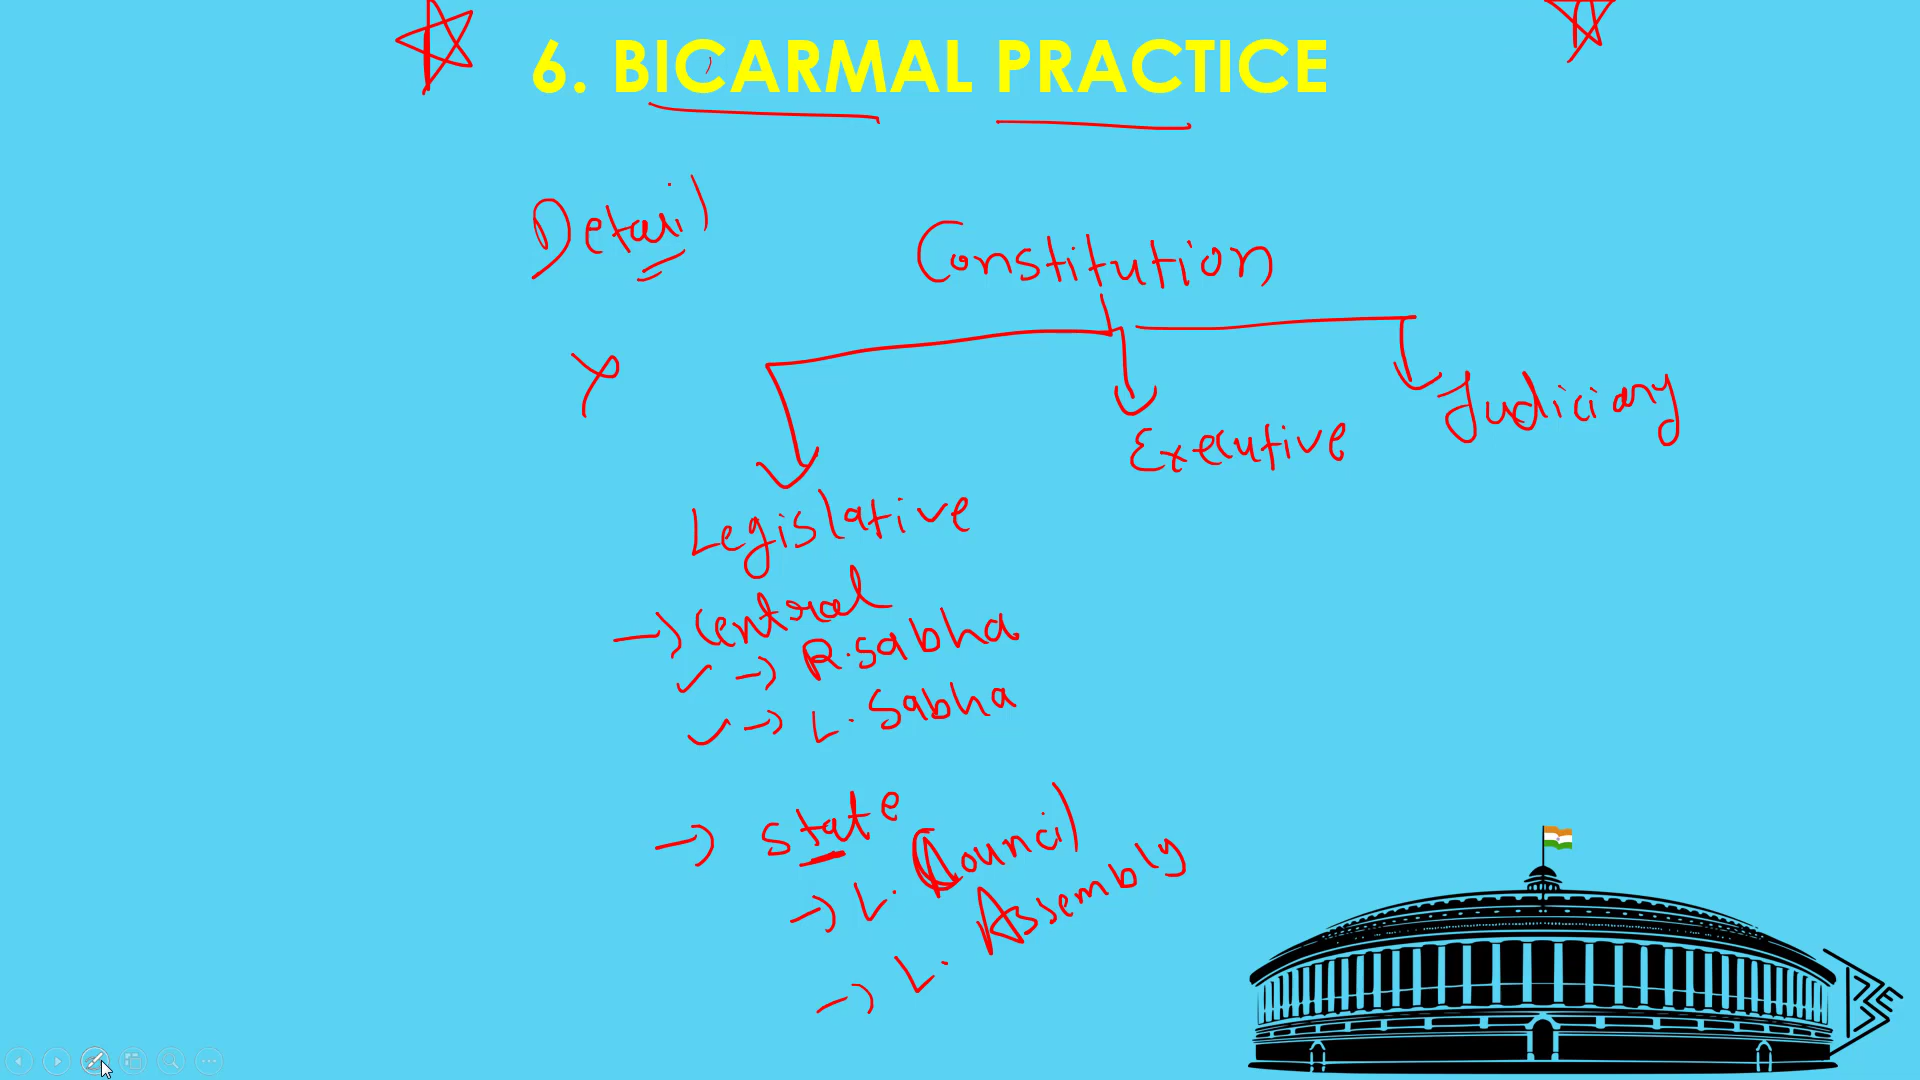 6. BICARMAL PRACTICE
Detail
Constitution
Legislative
Executive
Judiciary
→ Central
✓ → R. Sabha
✓ → L. Sabha
→ State
→ L. Council
→ L. Assembly